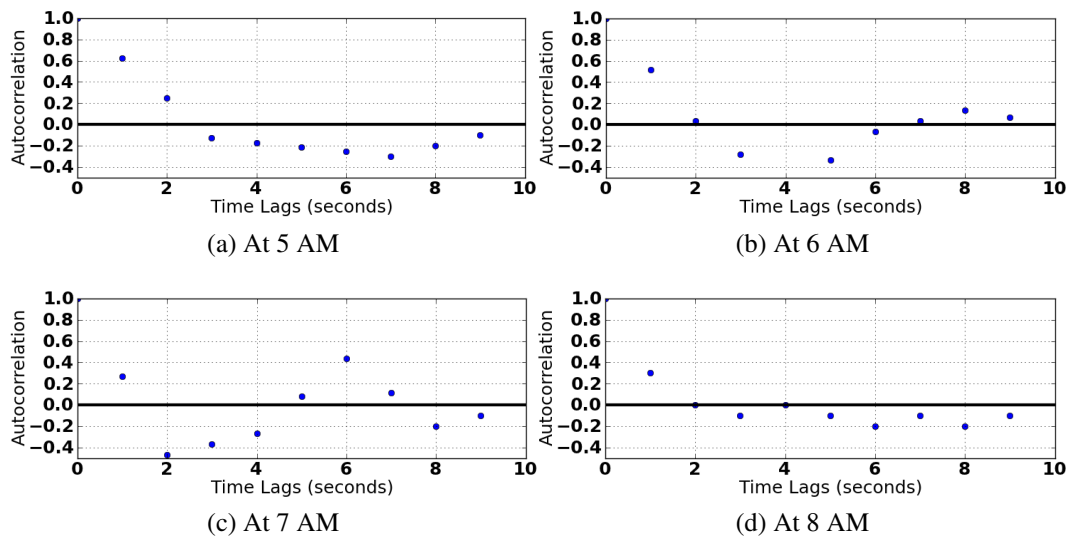 Autocorrelation
1.0
0.8
0.6
0.4
0.2
0.0
−0.2
−0.4
0 2 4 6 8 10
Time Lags (seconds)
(a) At 5 AM
Autocorrelation
1.0
0.8
0.6
0.4
0.2
0.0
−0.2
−0.4
0 2 4 6 8 10
Time Lags (seconds)
(b) At 6 AM
Autocorrelation
1.0
0.8
0.6
0.4
0.2
0.0
−0.2
−0.4
0 2 4 6 8 10
Time Lags (seconds)
(c) At 7 AM
Autocorrelation
1.0
0.8
0.6
0.4
0.2
0.0
−0.2
−0.4
0 2 4 6 8 10
Time Lags (seconds)
(d) At 8 AM